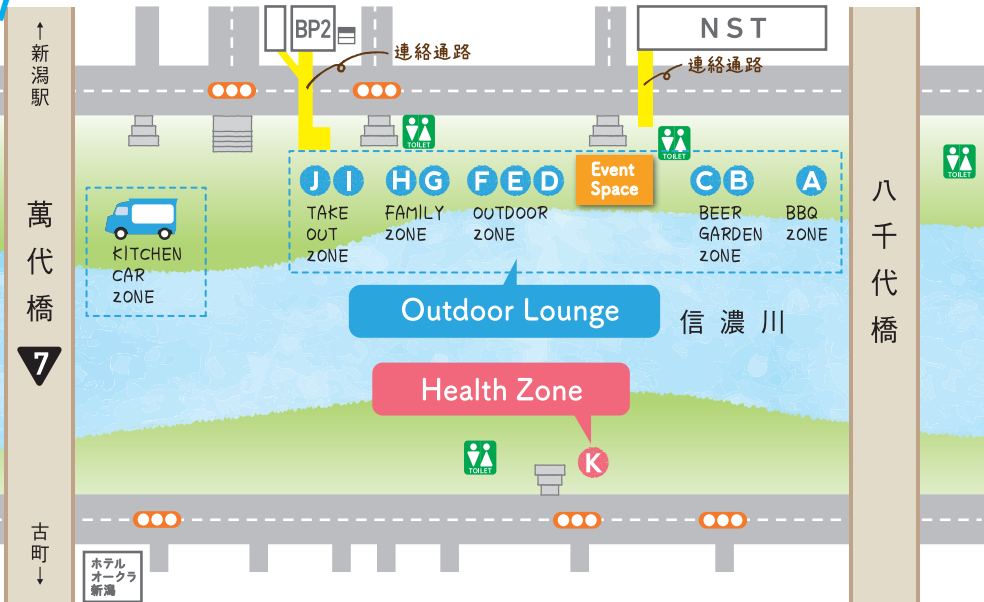 ↑新潟駅
BP2
連絡通路
NST
連絡通路
TOILET
TOILET
TOILET
J I
TAKE
OUT
ZONE
H G
FAMILY
ZONE
F E D
OUTDOOR
ZONE
Event
Space
C B
BEER
GARDEN
ZONE
A
BBQ
ZONE
KITCHEN
CAR
ZONE
萬代橋
7
八千代橋
Outdoor Lounge
信濃川
Health Zone
TOILET
K
古町↓
ホテル
オークラ
新潟